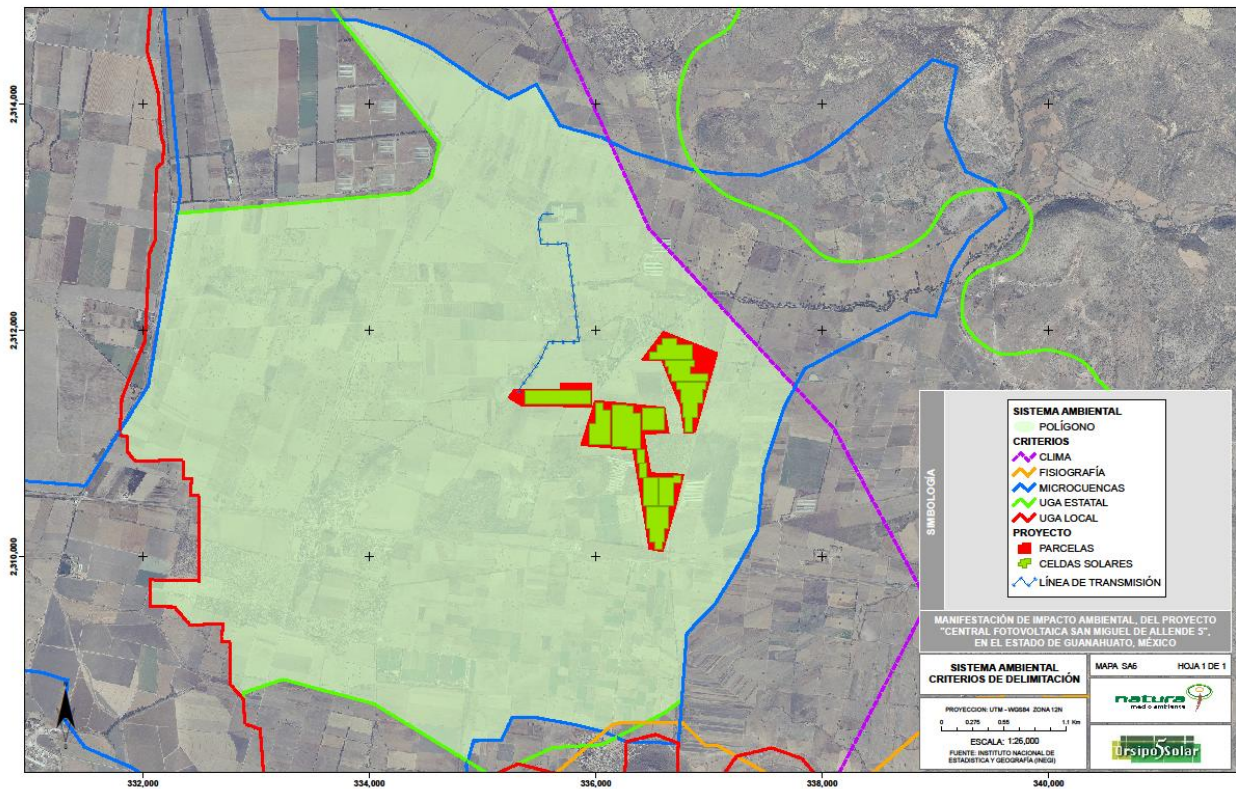 2,314,000
2,312,000
2,310,000
332,000
334,000
336,000
338,000
340,000
SIMBOLOGÍA
SISTEMA AMBIENTAL
POLÍGONO
CRITERIOS
CLIMA
FISIOGRAFÍA
MICROCUENCAS
UGA ESTATAL
UGA LOCAL
PROYECTO
PARCELAS
CELDAS SOLARES
LÍNEA DE TRANSMISIÓN
MANIFESTACIÓN DE IMPACTO AMBIENTAL, DEL PROYECTO
"CENTRAL FOTOVOLTAICA SAN MIGUEL DE ALLENDE 5",
EN EL ESTADO DE GUANAHUATO, MÉXICO
SISTEMA AMBIENTAL
CRITERIOS DE DELIMITACIÓN
MAPA SA6 HOJA 1 DE 1
PROYECCION: UTM - WGS84 ZONA 12N
0 0.275 0.55 1.1 Km
ESCALA: 1:26,000
FUENTE: INSTITUTO NACIONAL DE
ESTADISTICA Y GEOGRAFÍA (INEGI)
natura
medio ambiente
Ursipo5Solar